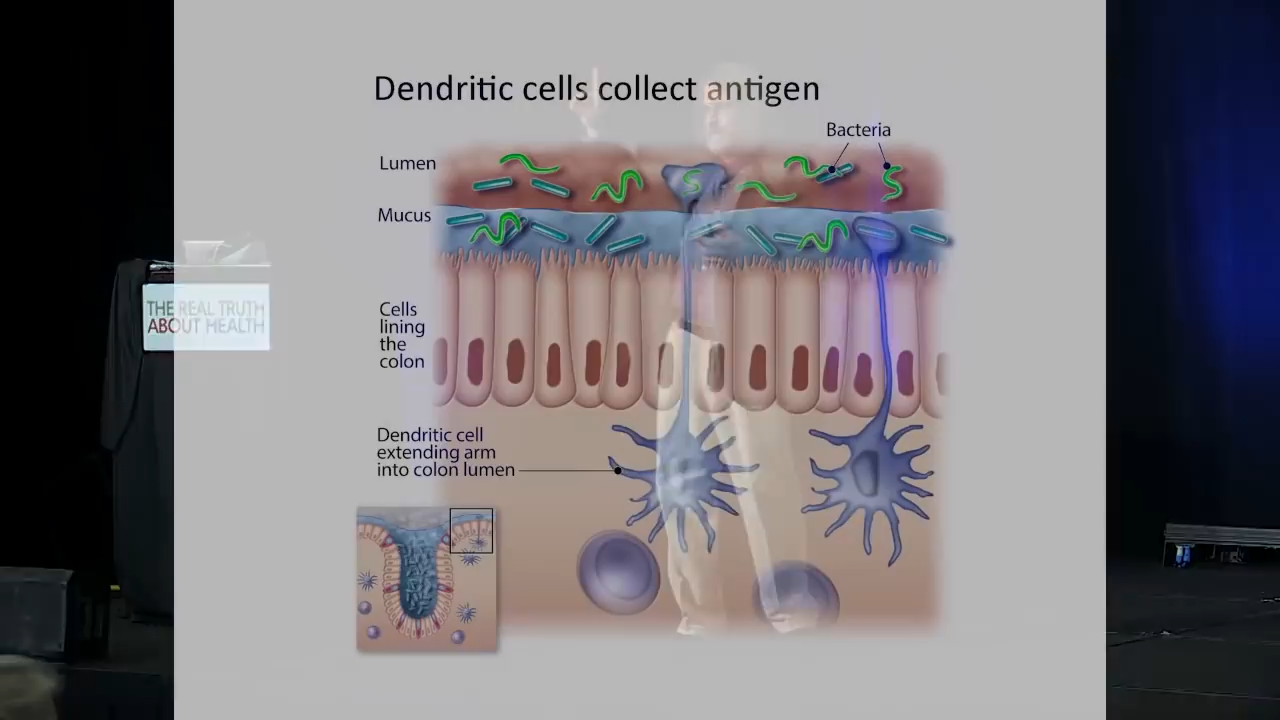 Dendritic cells collect antigen
Bacteria
Lumen
Mucus
THE REAL TRUTH
ABOUT HEALTH
Cells
lining
the
colon
Dendritic cell
extending arm
into colon lumen